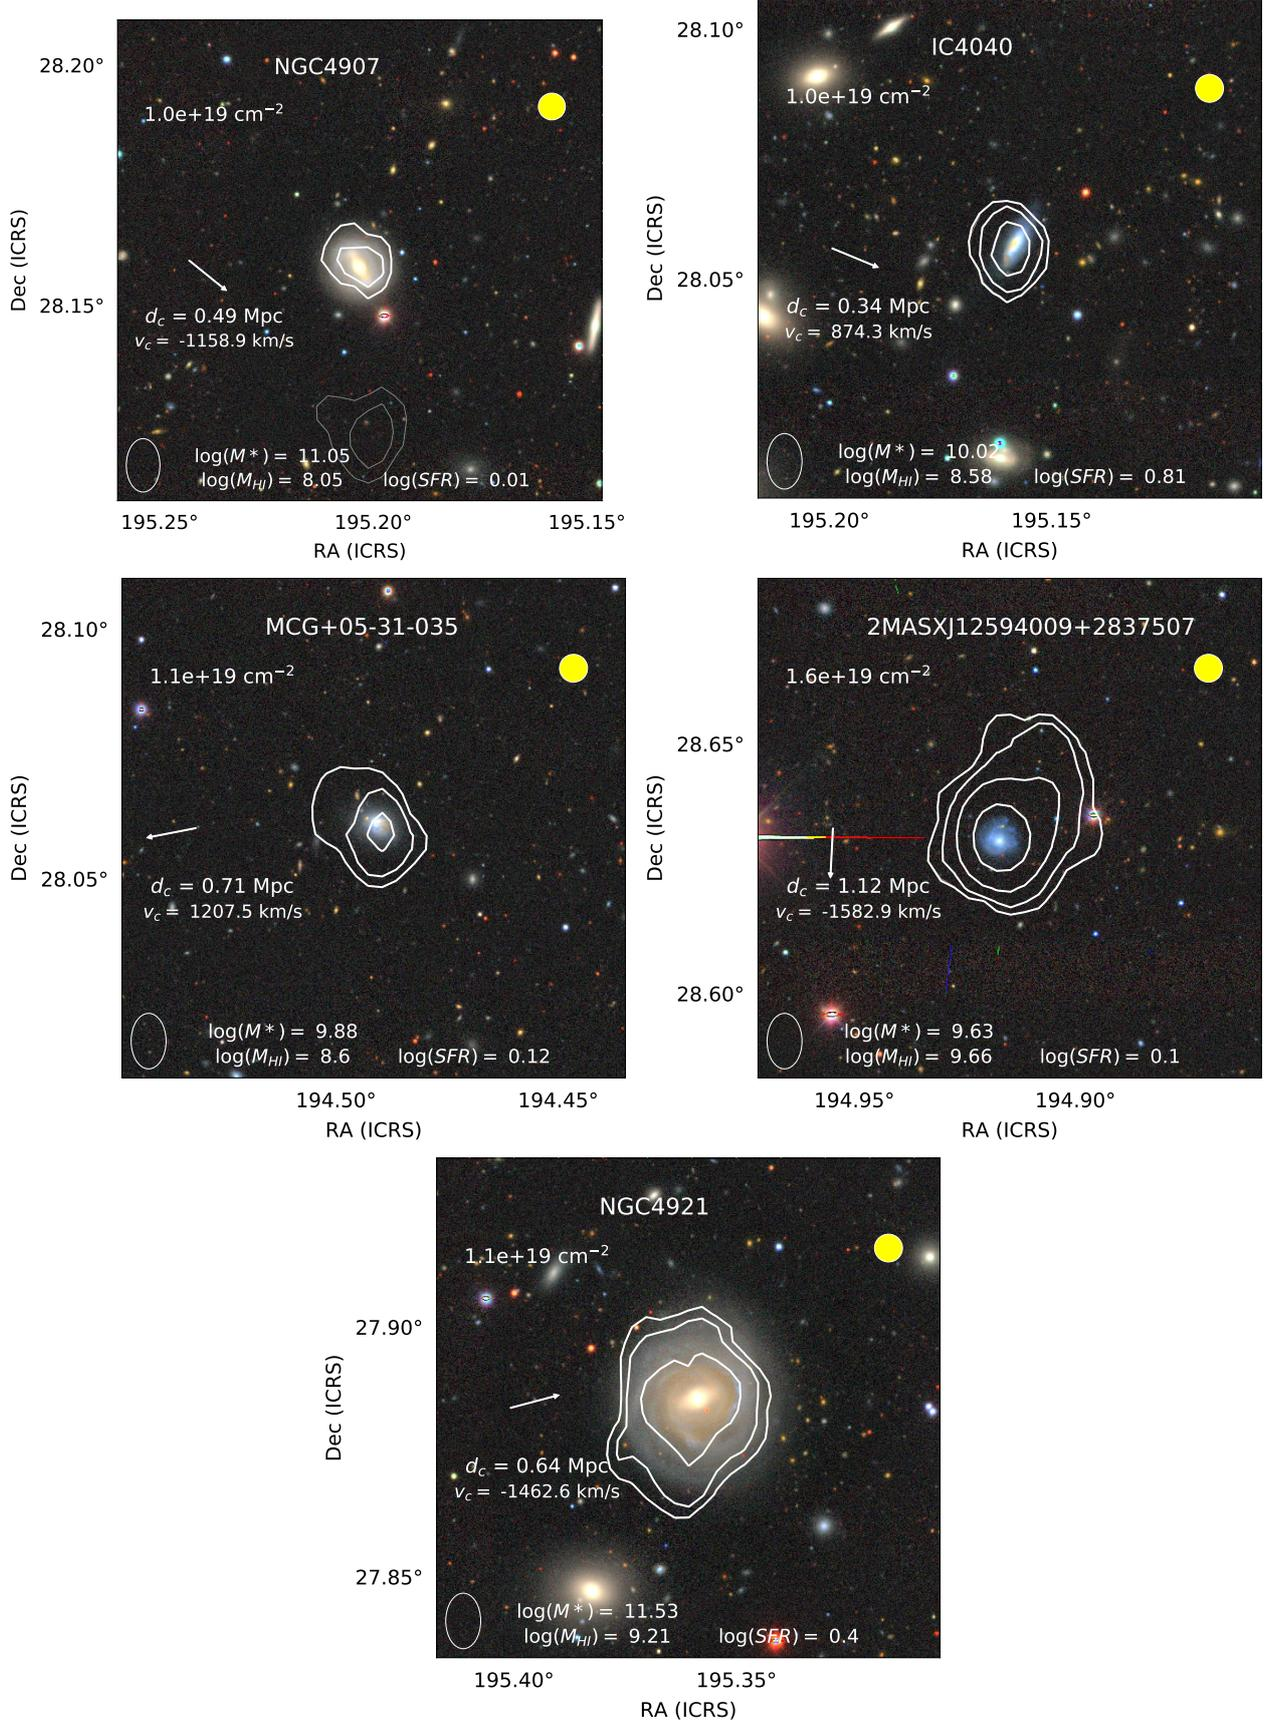 NGC4907
1.0e+19 cm⁻²
d_c = 0.49 Mpc
v_c = -1158.9 km/s
log(M*) = 11.05
log(M_HI) = 8.05 log(SFR) = 0.01
28.20°
28.15°
Dec (ICRS)
195.25° 195.20° 195.15°
RA (ICRS)
IC4040
1.0e+19 cm⁻²
d_c = 0.34 Mpc
v_c = 874.3 km/s
log(M*) = 10.02
log(M_HI) = 8.58 log(SFR) = 0.81
28.10°
28.05°
Dec (ICRS)
195.20° 195.15°
RA (ICRS)
MCG+05-31-035
1.1e+19 cm⁻²
d_c = 0.71 Mpc
v_c = 1207.5 km/s
log(M*) = 9.88
log(M_HI) = 8.6 log(SFR) = 0.12
28.10°
28.05°
Dec (ICRS)
194.50° 194.45°
RA (ICRS)
2MASXJ12594009+2837507
1.6e+19 cm⁻²
d_c = 1.12 Mpc
v_c = -1582.9 km/s
log(M*) = 9.63
log(M_HI) = 9.66 log(SFR) = 0.1
28.65°
28.60°
Dec (ICRS)
194.95° 194.90°
RA (ICRS)
NGC4921
1.1e+19 cm⁻²
d_c = 0.64 Mpc
v_c = -1462.6 km/s
log(M*) = 11.53
log(M_HI) = 9.21 log(SFR) = 0.4
27.90°
27.85°
Dec (ICRS)
195.40° 195.35°
RA (ICRS)